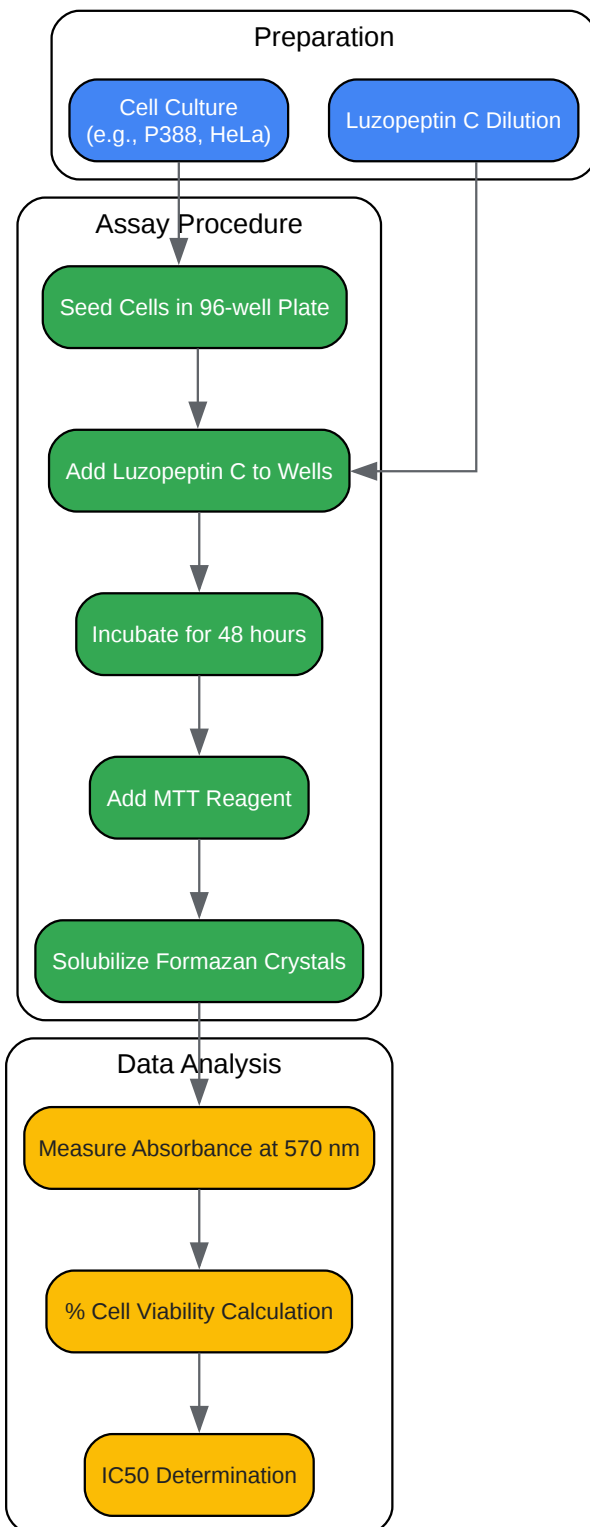 Preparation
Cell Culture
(e.g., P388, HeLa)
Luzopeptin C Dilution
Assay Procedure
Seed Cells in 96-well Plate
Add Luzopeptin C to Wells
Incubate for 48 hours
Add MTT Reagent
Solubilize Formazan Crystals
Data Analysis
Measure Absorbance at 570 nm
% Cell Viability Calculation
IC50 Determination